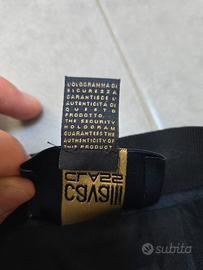 L'OLOGRAMMA DI
SICUREZZA
GARANTISCE L'
AUTENTICITÀ DI
QUESTO
PRODOTTO.
THE SECURITY
HOLOGRAM
GUARANTEES THE
AUTHENTICITY OF
THIS PRODUCT
CLASS
cavalli
subito